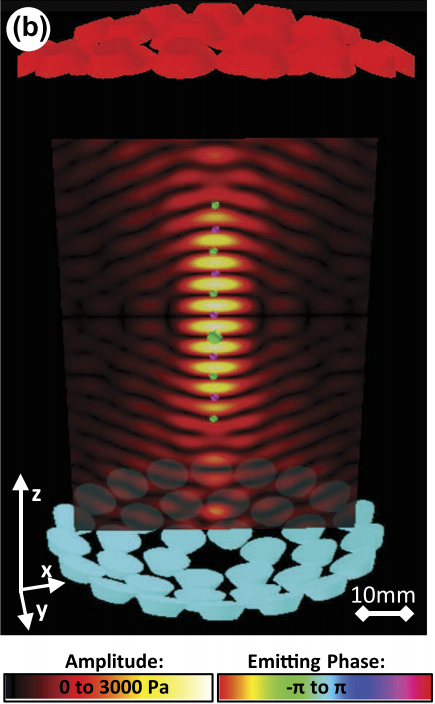 (b)
z
x
y
10mm
Amplitude: Emitting Phase:
0 to 3000 Pa -π to π